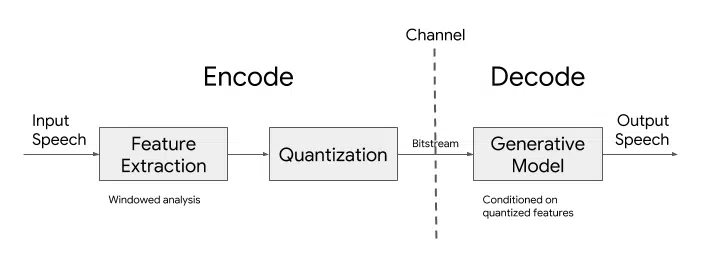 Channel
Encode
Decode
Input
Speech
Feature
Extraction
Quantization
Bitstream
Generative
Model
Output
Speech
Windowed analysis
Conditioned on
quantized features